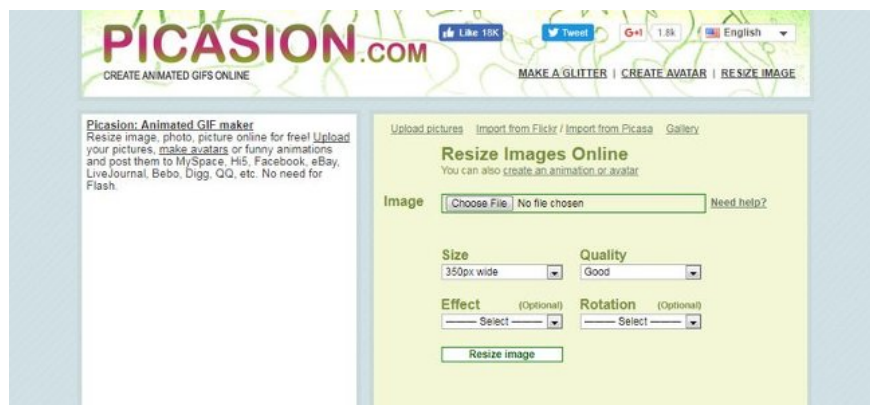 PICASION.COM
CREATE ANIMATED GIFS ONLINE
Like 18K
Tweet
G+1 1.8k
English
MAKE A GLITTER | CREATE AVATAR | RESIZE IMAGE
Picasion: Animated GIF maker
Resize image, photo, picture online for free! Upload
your pictures, make avatars or funny animations
and post them to MySpace, Hi5, Facebook, eBay,
LiveJournal, Bebo, Digg, QQ, etc. No need for
Flash.
Upload pictures Import from Flickr / Import from Picasa Gallery
Resize Images Online
You can also create an animation or avatar
Image Choose File No file chosen Need help?
Size Quality
350px wide Good
Effect (Optional) Rotation (Optional)
——— Select ——— ——— Select ———
Resize image